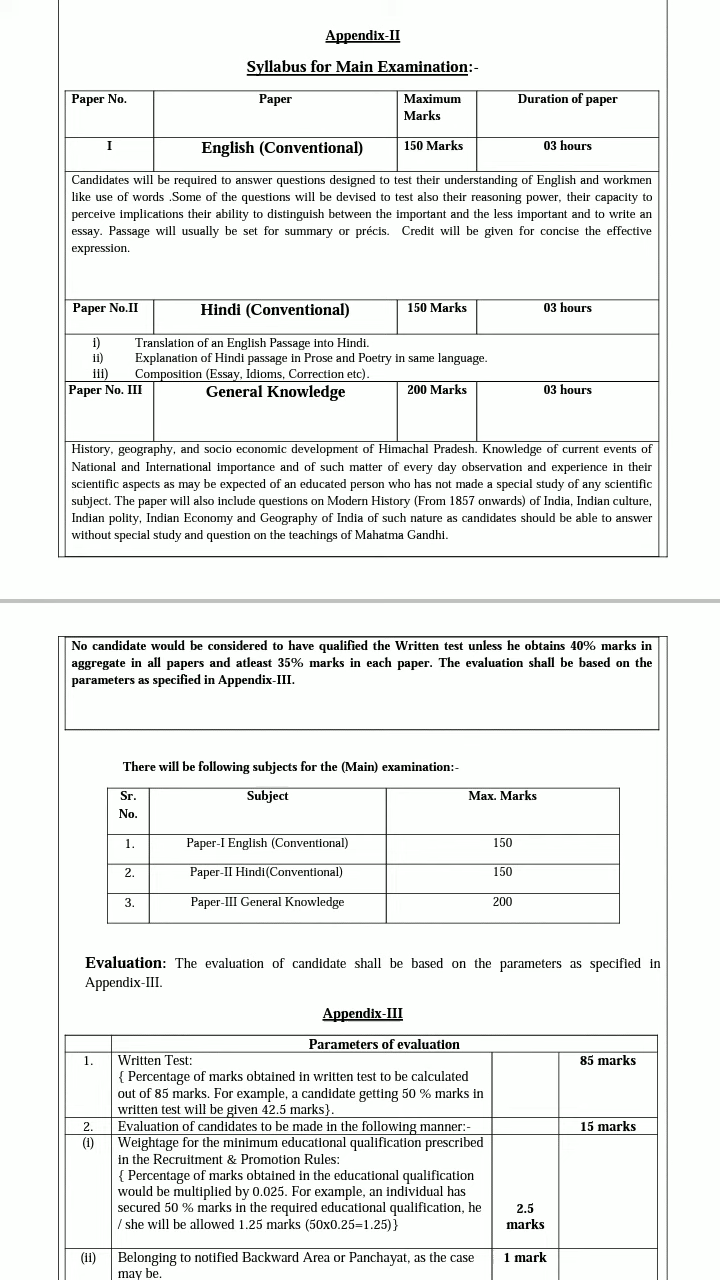 Appendix-II
Syllabus for Main Examination:-
Paper No. Paper Maximum Marks Duration of paper
I English (Conventional) 150 Marks 03 hours
Candidates will be required to answer questions designed to test their understanding of English and workmen
like use of words .Some of the questions will be devised to test also their reasoning power, their capacity to
perceive implications their ability to distinguish between the important and the less important and to write an
essay. Passage will usually be set for summary or précis. Credit will be given for concise the effective
expression.
Paper No.II Hindi (Conventional) 150 Marks 03 hours
i) Translation of an English Passage into Hindi.
ii) Explanation of Hindi passage in Prose and Poetry in same language.
iii) Composition (Essay, Idioms, Correction etc).
Paper No. III General Knowledge 200 Marks 03 hours
History, geography, and socio economic development of Himachal Pradesh. Knowledge of current events of
National and International importance and of such matter of every day observation and experience in their
scientific aspects as may be expected of an educated person who has not made a special study of any scientific
subject. The paper will also include questions on Modern History (From 1857 onwards) of India, Indian culture,
Indian polity, Indian Economy and Geography of India of such nature as candidates should be able to answer
without special study and question on the teachings of Mahatma Gandhi.
No candidate would be considered to have qualified the Written test unless he obtains 40% marks in
aggregate in all papers and atleast 35% marks in each paper. The evaluation shall be based on the
parameters as specified in Appendix-III.
There will be following subjects for the (Main) examination:-
Sr. No. Subject Max. Marks
1. Paper-I English (Conventional) 150
2. Paper-II Hindi(Conventional) 150
3. Paper-III General Knowledge 200
Evaluation: The evaluation of candidate shall be based on the parameters as specified in
Appendix-III.
Appendix-III
Parameters of evaluation
1. Written Test: 85 marks
{ Percentage of marks obtained in written test to be calculated
out of 85 marks. For example, a candidate getting 50 % marks in
written test will be given 42.5 marks}.
2. Evaluation of candidates to be made in the following manner:- 15 marks
(i) Weightage for the minimum educational qualification prescribed
in the Recruitment & Promotion Rules:
{ Percentage of marks obtained in the educational qualification
would be multiplied by 0.025. For example, an individual has
secured 50 % marks in the required educational qualification, he 2.5
/ she will be allowed 1.25 marks (50x0.25=1.25)} marks
(ii) Belonging to notified Backward Area or Panchayat, as the case 1 mark
may be.